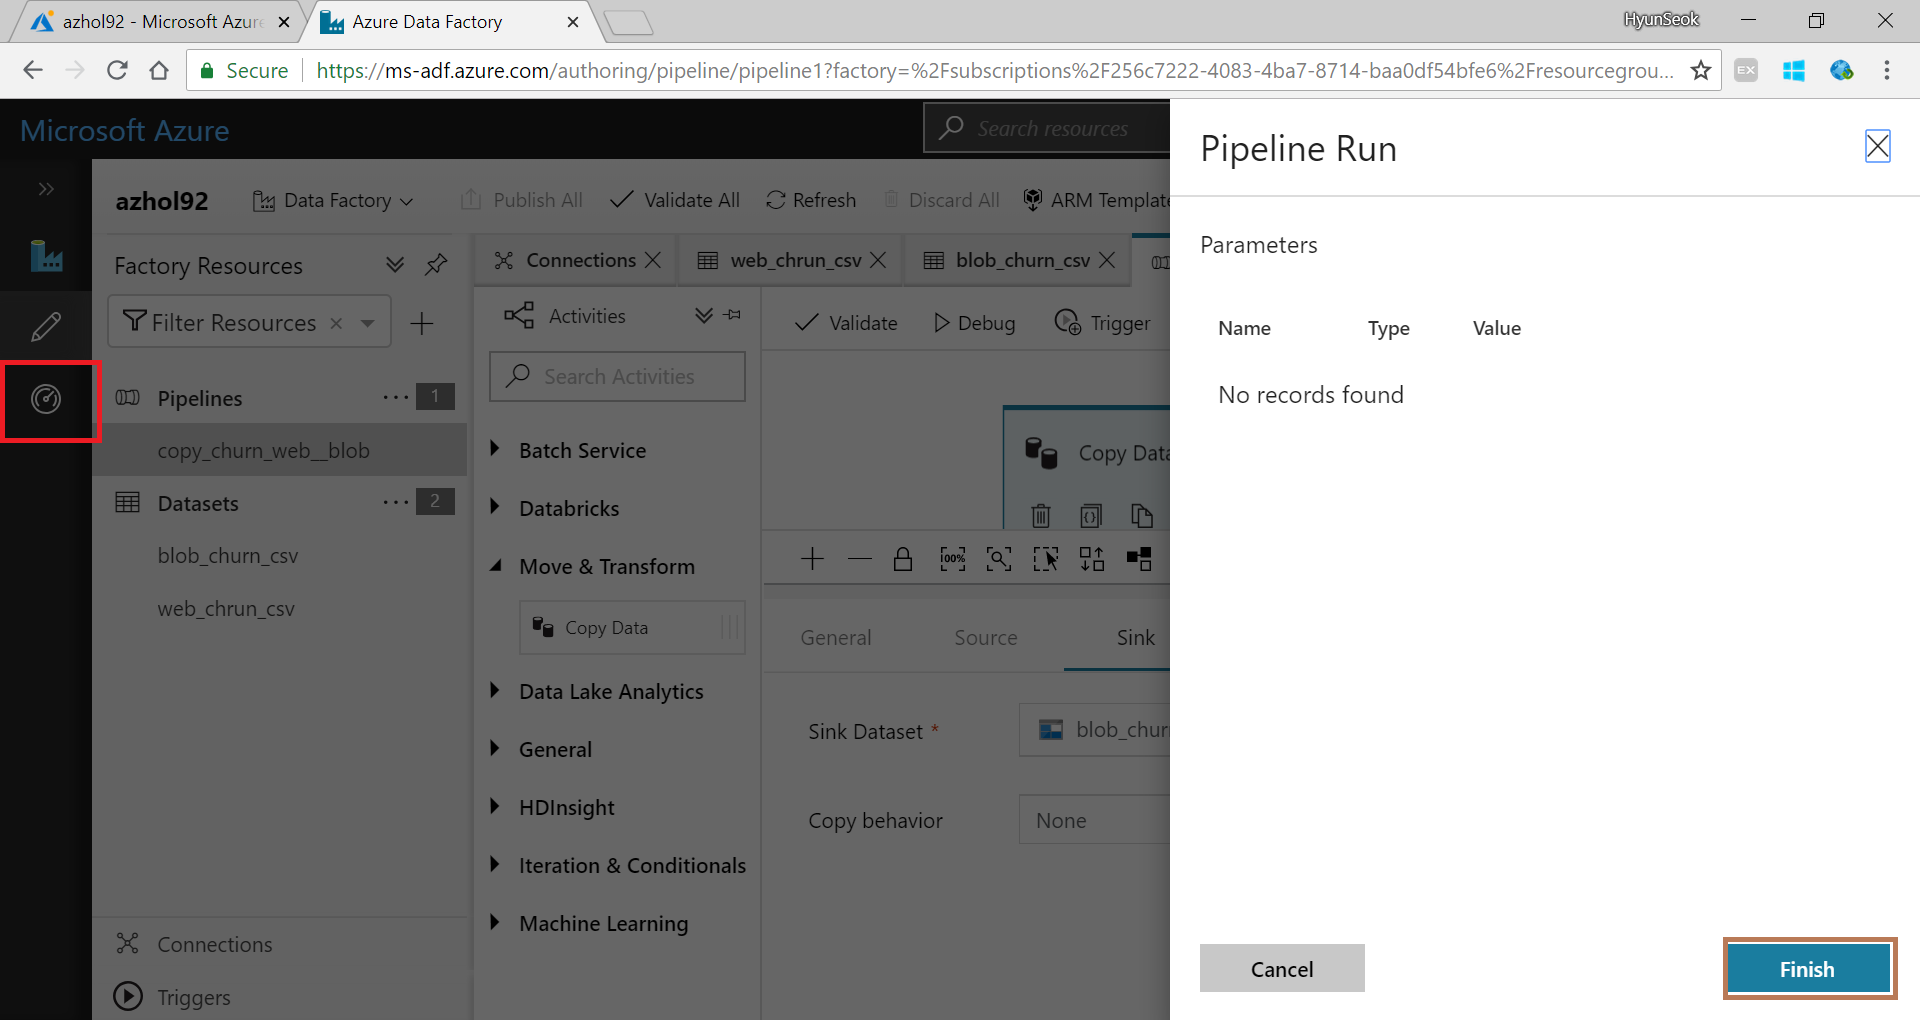 azhol92 - Microsoft Azure
Azure Data Factory
HyunSeok
Secure
https://ms-adf.azure.com/authoring/pipeline/pipeline1?factory=%2Fsubscriptions%2F256c7222-4083-4ba7-8714-baa0df54bfe6%2Fresourcegrou...
EX
Microsoft Azure
Search resources
azhol92
Data Factory
Publish All
Validate All
Refresh
Discard All
ARM Template
Factory Resources
Filter Resources
Pipelines
1
copy_churn_web__blob
Datasets
2
blob_churn_csv
web_chrun_csv
Connections
Triggers
Connections
web_chrun_csv
blob_churn_csv
Activities
Search Activities
Batch Service
Databricks
Move & Transform
Copy Data
Data Lake Analytics
General
HDInsight
Iteration & Conditionals
Machine Learning
Validate
Debug
Trigger
Copy Data
100%
General
Source
Sink
Sink Dataset *
blob_chur
Copy behavior
None
Pipeline Run
Parameters
Name Type Value
No records found
Cancel
Finish